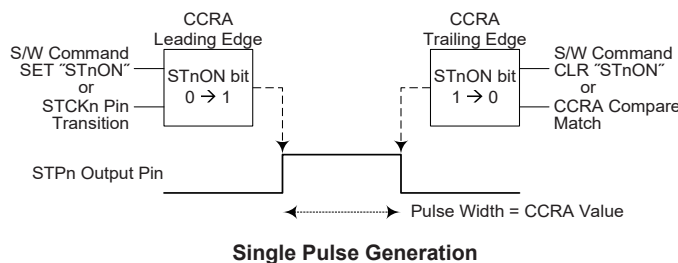 CCRA
Leading Edge
S/W Command
SET ˝STnON˝
or
STCKn Pin
Transition
STnON bit
0 → 1
CCRA
Trailing Edge
STnON bit
1 → 0
S/W Command
CLR ˝STnON˝
or
CCRA Compare
Match
STPn Output Pin
Pulse Width = CCRA Value
Single Pulse Generation